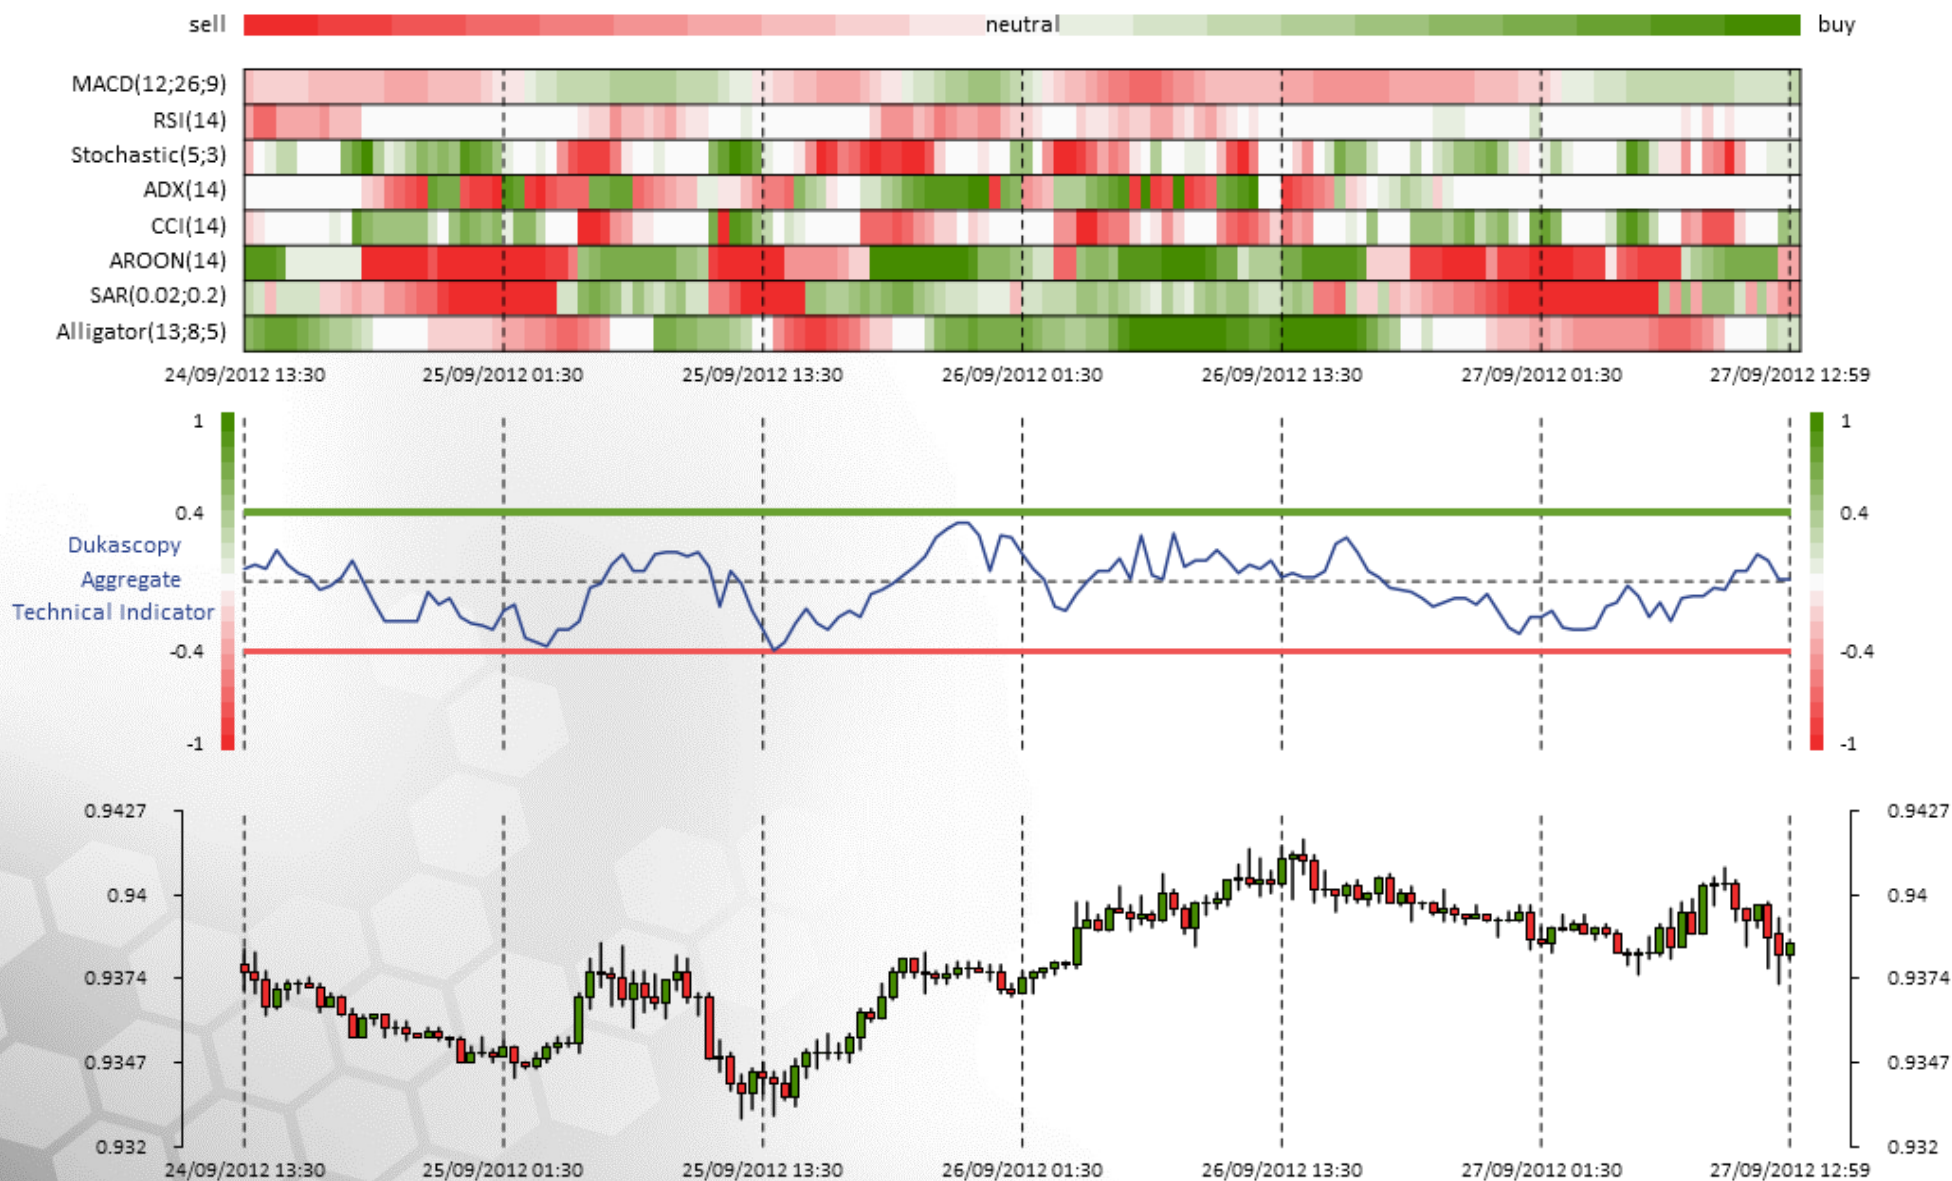 sell neutral buy
MACD(12;26;9)
RSI(14)
Stochastic(5;3)
ADX(14)
CCI(14)
AROON(14)
SAR(0.02;0.2)
Alligator(13;8;5)
24/09/2012 13:30 25/09/2012 01:30 25/09/2012 13:30 26/09/2012 01:30 26/09/2012 13:30 27/09/2012 01:30 27/09/2012 12:59
1 1
0.4 0.4
Dukascopy
Aggregate
Technical Indicator
-0.4 -0.4
-1 -1
0.9427 0.9427
0.94 0.94
0.9374 0.9374
0.9347 0.9347
0.932 0.932
24/09/2012 13:30 25/09/2012 01:30 25/09/2012 13:30 26/09/2012 01:30 26/09/2012 13:30 27/09/2012 01:30 27/09/2012 12:59